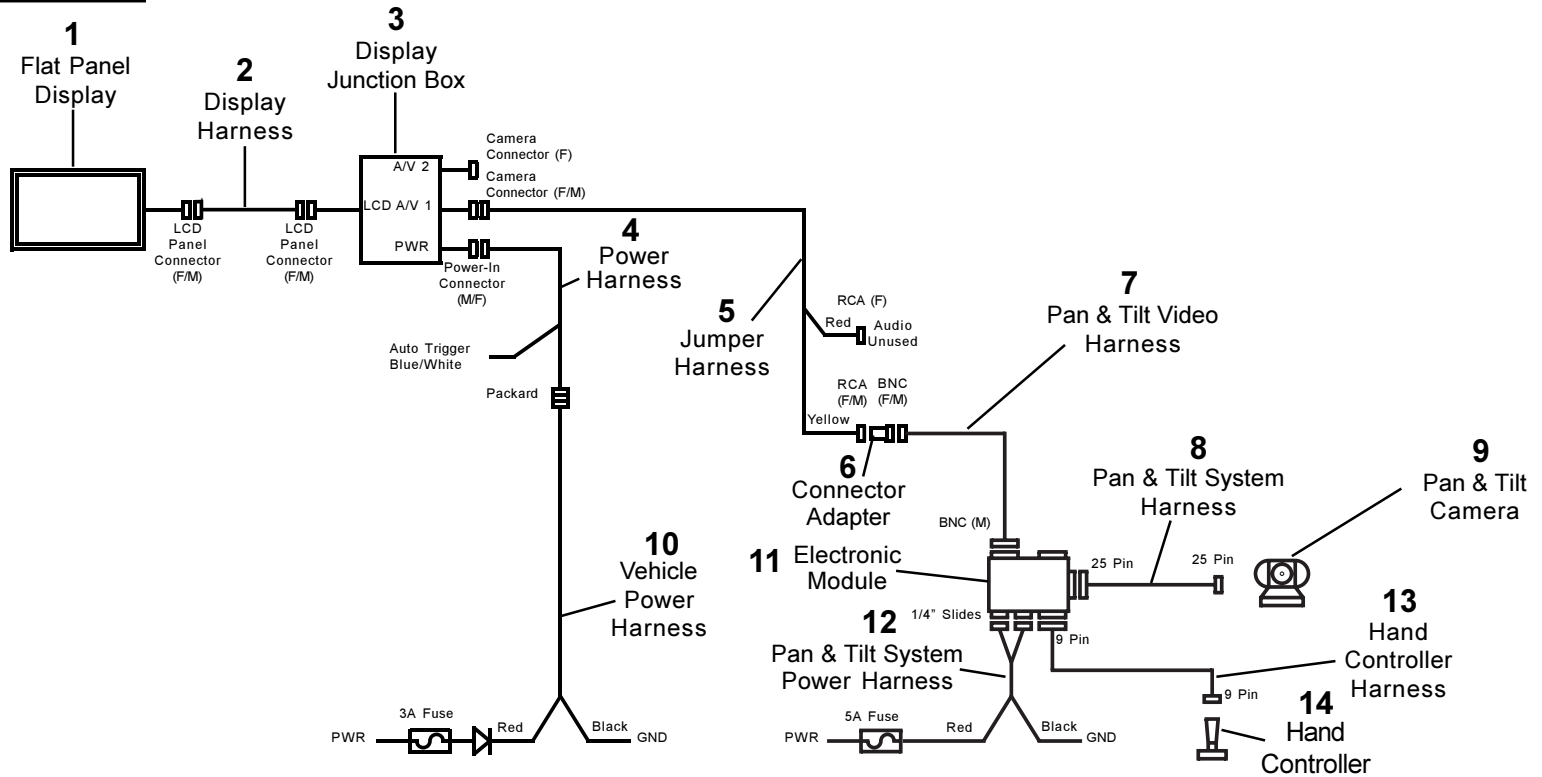 1
Flat Panel
Display
2
Display
Harness
3
Display
Junction Box
A/V 2
Camera
Connector (F)
Camera
Connector (F/M)
LCD A/V 1
PWR
LCD
Panel
Connector
(F/M)
LCD
Panel
Connector
(F/M)
Power-In
Connector
(M/F)
4
Power
Harness
Auto Trigger
Blue/White
Packard
5
Jumper
Harness
RCA (F)
Red
Audio
Unused
RCA
(F/M)
BNC
(F/M)
Yellow
6
Connector
Adapter
7
Pan & Tilt Video
Harness
8
Pan & Tilt System
Harness
9
Pan & Tilt
Camera
BNC (M)
25 Pin
25 Pin
10
Vehicle
Power
Harness
11
Electronic
Module
1/4” Slides
9 Pin
12
Pan & Tilt System
Power Harness
13
Hand
Controller
Harness
9 Pin
14
Hand
Controller
PWR
3A Fuse
Red
Black
GND
PWR
5A Fuse
Red
Black
GND